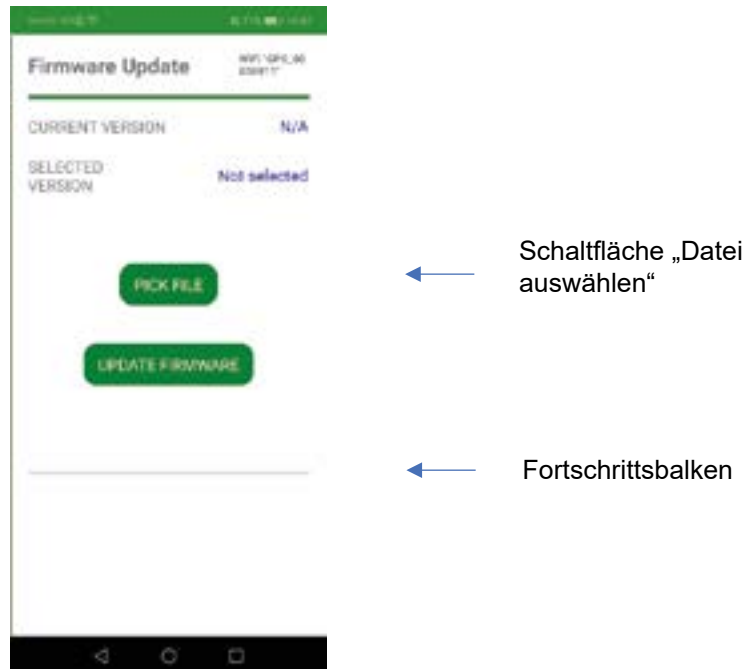 Firmware Update
CURRENT VERSION
N/A
SELECTED
VERSION
Not selected
PICK FILE
UPDATE FIRMWARE
Schaltfläche „Datei
auswählen“
Fortschrittsbalken